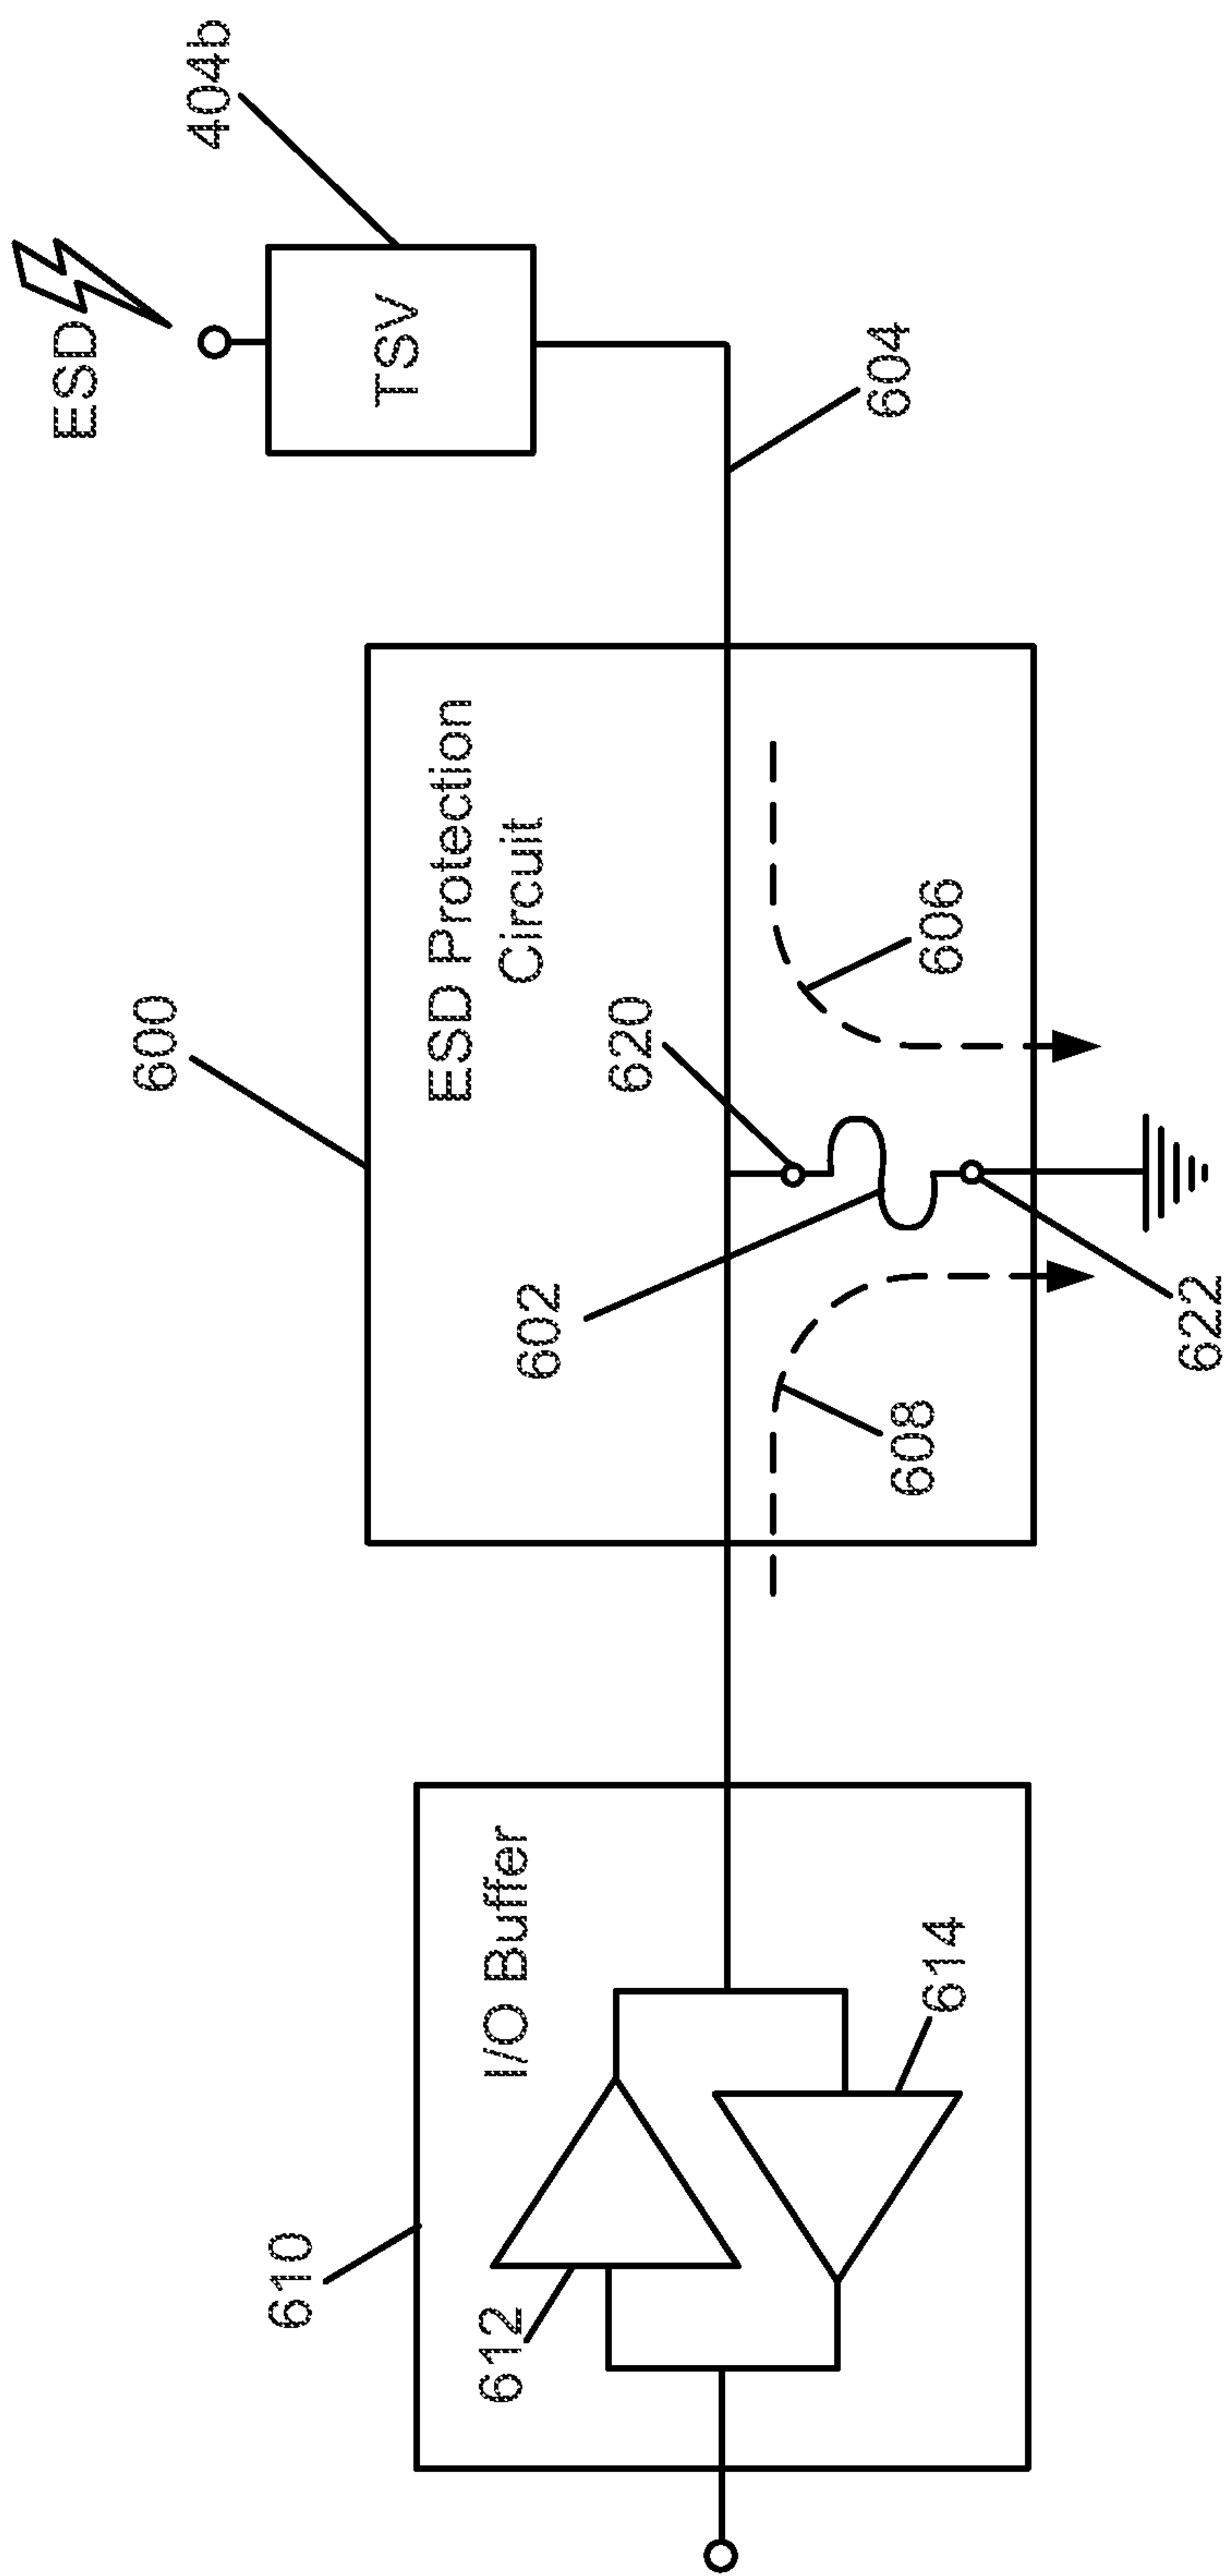 ESD
404b
TSV
604
600
ESD Protection
Circuit
620
606
602
608
622
610
I/O Buffer
612
614